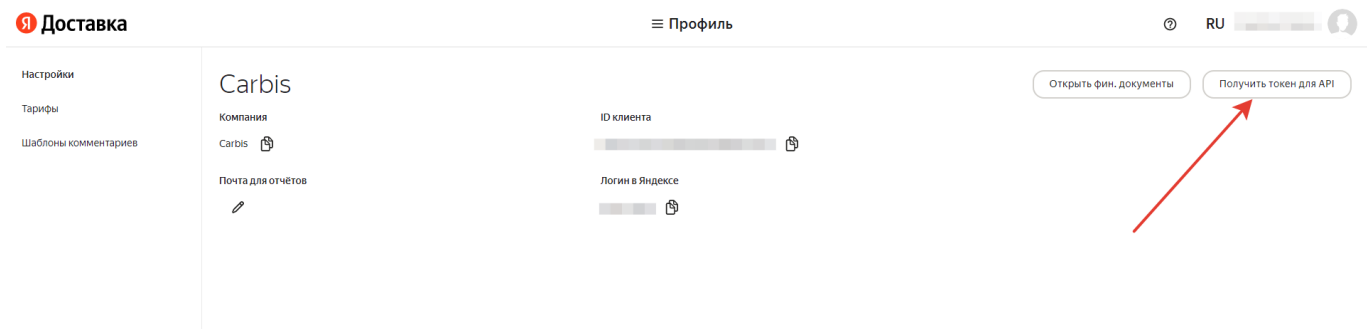 Я Доставка
Профиль
RU
Настройки
Тарифы
Шаблоны комментариев
Carbis
Открыть фин. документы
Получить токен для API
Компания
ID клиента
Carbis
Почта для отчётов
Логин в Яндексе